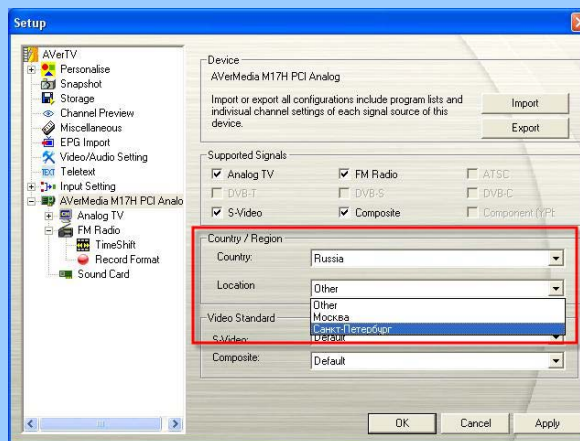 Setup
AVerTV
Personalise
Snapshot
Storage
Channel Preview
Miscellaneous
EPG Import
Video/Audio Setting
Teletext
Input Setting
AVerMedia M17H PCI Analo
Analog TV
FM Radio
TimeShift
Record Format
Sound Card
Device
AVerMedia M17H PCI Analog
Import or export all configurations include program lists and
indivisual channel settings of each signal source of this
device.
Import
Export
Supported Signals
Analog TV
FM Radio
ATSC
DVB-T
DVB-S
DVB-C
S-Video
Composite
Component (YPb
Country / Region
Country:
Russia
Location
Other
Other
Москва
Санкт-Петербург
Video Standard
S-Video:
Default
Composite:
Default
OK
Cancel
Apply